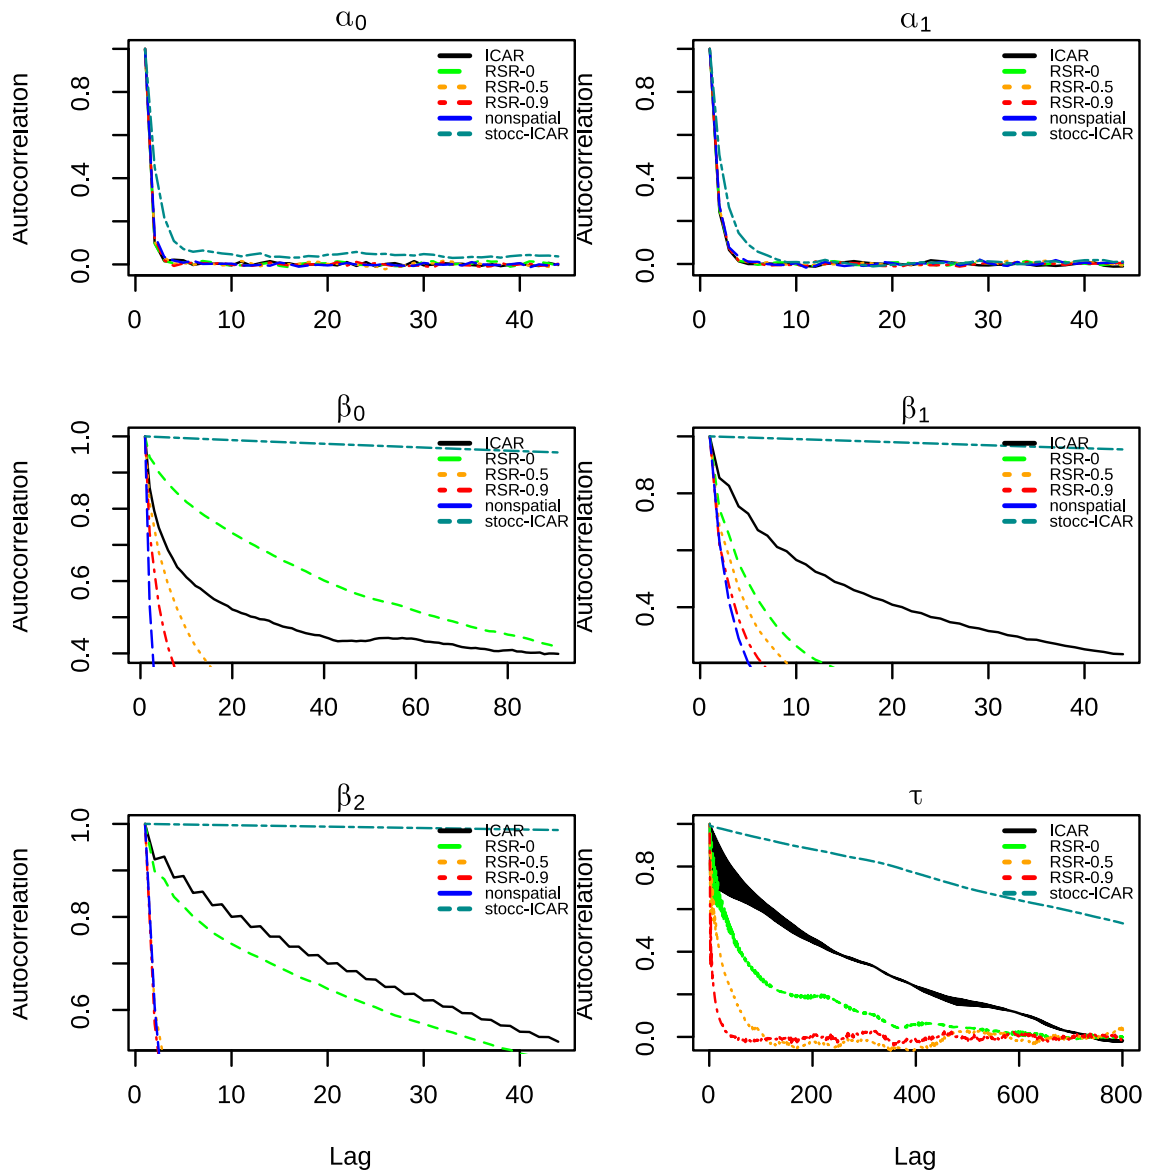 α0
Autocorrelation
0.8
0.4
0.0
ICAR
RSR-0
RSR-0.5
RSR-0.9
nonspatial
stocc-ICAR
0 10 20 30 40
α1
Autocorrelation
0.8
0.4
0.0
ICAR
RSR-0
RSR-0.5
RSR-0.9
nonspatial
stocc-ICAR
0 10 20 30 40
β0
Autocorrelation
1.0
0.8
0.6
0.4
ICAR
RSR-0
RSR-0.5
RSR-0.9
nonspatial
stocc-ICAR
0 20 40 60 80
β1
Autocorrelation
0.8
0.4
ICAR
RSR-0
RSR-0.5
RSR-0.9
nonspatial
stocc-ICAR
0 10 20 30 40
β2
Autocorrelation
1.0
0.8
0.6
ICAR
RSR-0
RSR-0.5
RSR-0.9
nonspatial
stocc-ICAR
0 10 20 30 40
Lag
τ
Autocorrelation
0.8
0.4
0.0
ICAR
RSR-0
RSR-0.5
RSR-0.9
stocc-ICAR
0 200 400 600 800
Lag